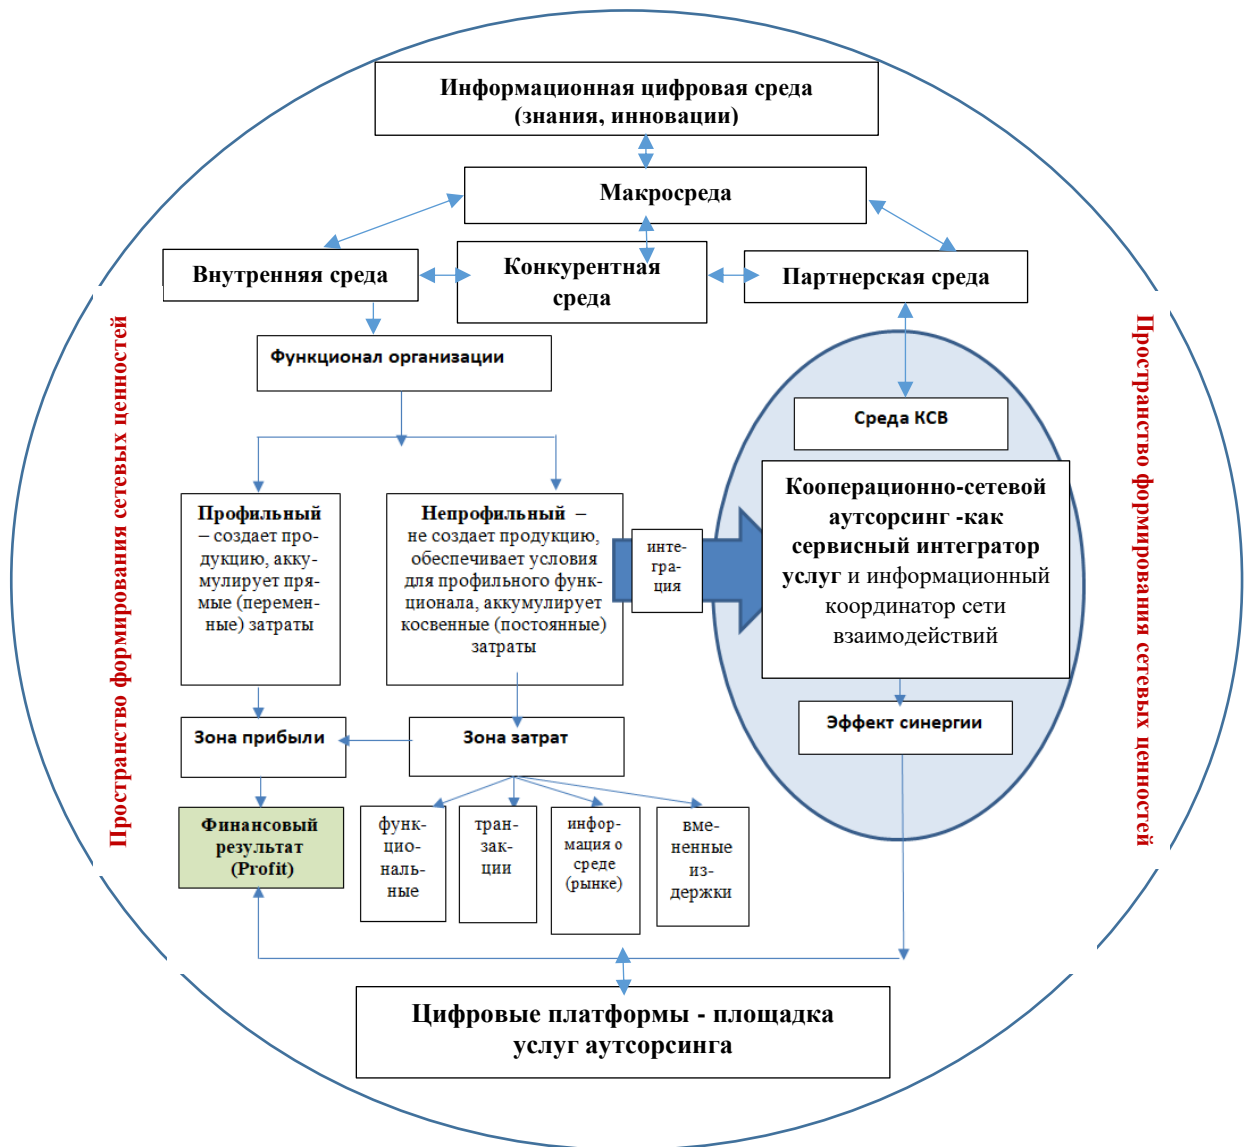 Информационная цифровая среда
(знания, инновации)
Макросреда
Внутренняя среда
Конкурентная
среда
Партнерская среда
Пространство формирования сетевых ценностей
Пространство формирования сетевых ценностей
Функционал организации
Среда КСВ
Профильный
– создает про-
дукцию, акку-
мулирует пря-
мые (перемен-
ные) затраты
Непрофильный –
не создает продукцию,
обеспечивает условия
для профильного функ-
ционала, аккумулирует
косвенные (постоянные)
затраты
инте-
гра-
ция
Кооперационно-сетевой
аутсорсинг -как
сервисный интегратор
услуг и информационный
координатор сети
взаимодействий
Зона прибыли
Зона затрат
Эффект синергии
Финансовый
результат
(Profit)
функ-
цио-
наль-
ные
тран-
зак-
ции
инфор-
мация о
среде
(рынке)
вме-
ненные
из-
держки
Цифровые платформы - площадка
услуг аутсорсинга